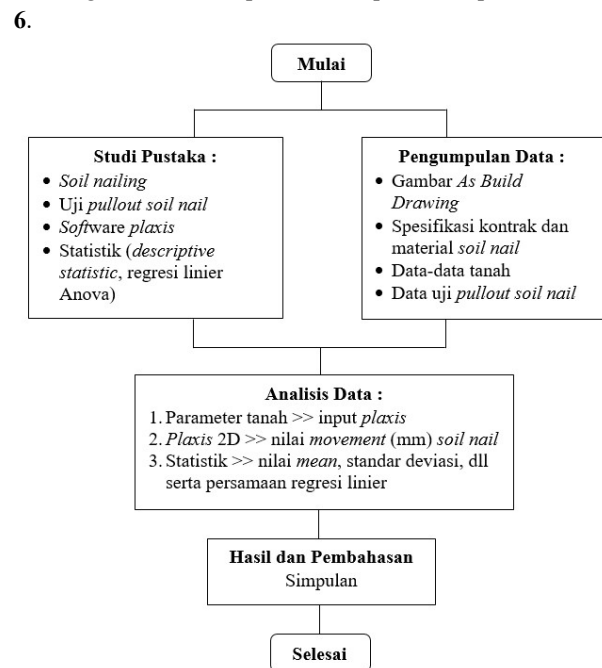 6.
Mulai
Studi Pustaka :
• Soil nailing
• Uji pullout soil nail
• Software plaxis
• Statistik (descriptive
statistic, regresi linier
Anova)
Pengumpulan Data :
• Gambar As Build
Drawing
• Spesifikasi kontrak dan
material soil nail
• Data-data tanah
• Data uji pullout soil nail
Analisis Data :
1. Parameter tanah >> input plaxis
2. Plaxis 2D >> nilai movement (mm) soil nail
3. Statistik >> nilai mean, standar deviasi, dll
serta persamaan regresi linier
Hasil dan Pembahasan
Simpulan
Selesai